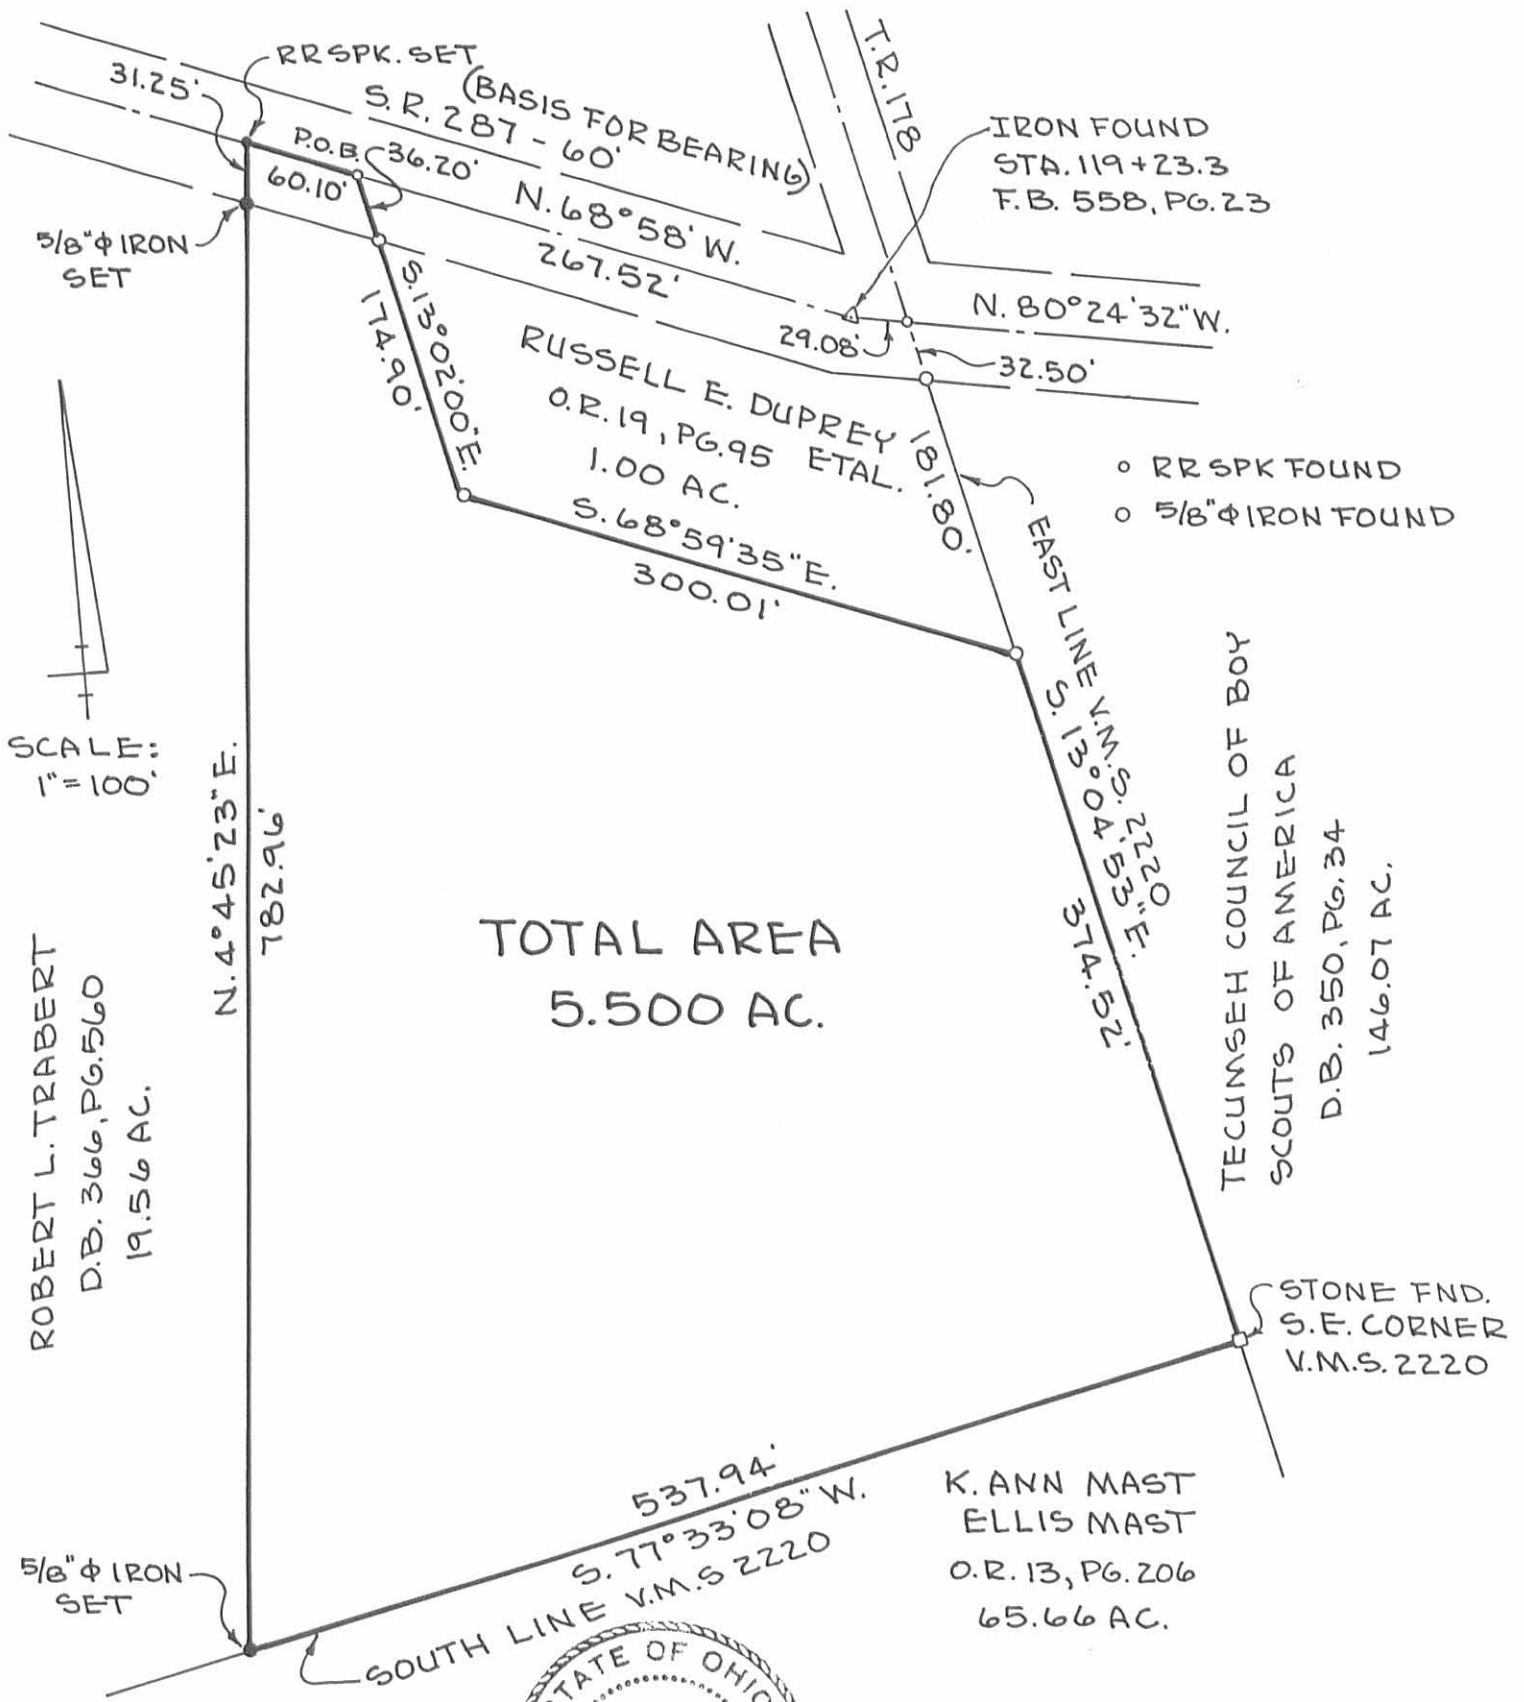 RR SPK. SET
31.25'
(BASIS FOR BEARING)
S.R. 287 - 60'
T.R. 178
P.O.B.
36.20'
60.10'
N. 68°58' W.
267.52'
IRON FOUND
STA. 119+23.3
F.B. 558, PG. 23
5/8"ф IRON
SET
N. 80°24'32" W.
29.08'
32.50'
S. 13°02'00" E.
174.90'
RUSSELL E. DUPREY
O.R. 19, PG. 95 ETAL.
1.00 AC.
181.80'
° RR SPK FOUND
○ 5/8"ф IRON FOUND
S. 68°59'35" E.
300.01'
EAST LINE V.M.S. 2220
S. 13°04'53" E.
374.52'
SCALE:
1"=100'
N. 4°45'23" E.
782.96'
TECUMSEH COUNCIL OF BOY
SCOUTS OF AMERICA
D.B. 350, PG. 34
146.07 AC.
TOTAL AREA
5.500 AC.
ROBERT L. TRABERT
D.B. 366, PG. 560
19.56 AC.
STONE FND.
S.E. CORNER
V.M.S. 2220
537.94'
S. 77°33'08" W.
SOUTH LINE V.M.S 2220
K. ANN MAST
ELLIS MAST
O.R. 13, PG. 206
65.66 AC.
5/8"ф IRON
SET
STATE OF OHIO